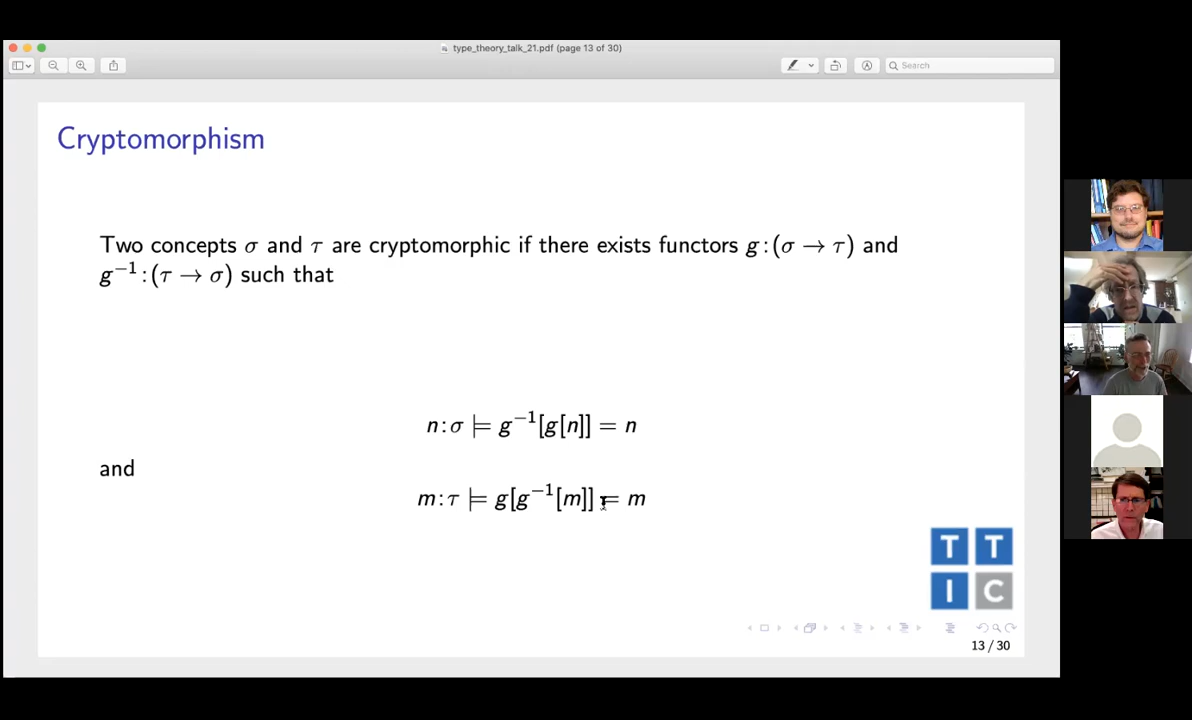 type_theory_talk_21.pdf (page 13 of 30)
Search
Cryptomorphism
Two concepts σ and τ are cryptomorphic if there exists functors g:(σ → τ) and
g⁻¹:(τ → σ) such that
n:σ ⊨ g⁻¹[g[n]] = n
and
m:τ ⊨ g[g⁻¹[m]] = m
T T
I C
13 / 30